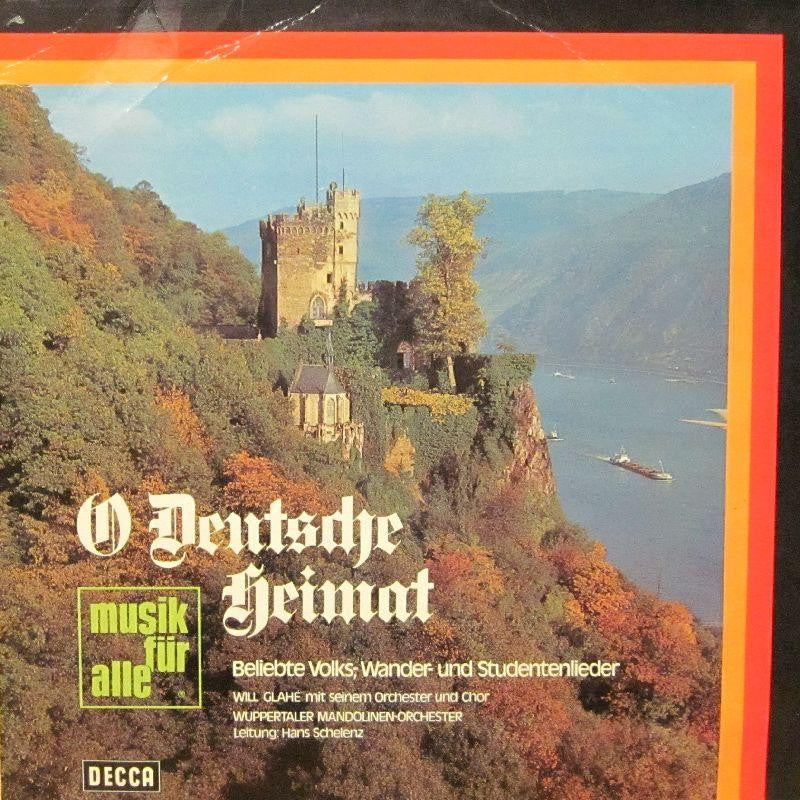 O Deutsche
Heimat
musik
für
alle
Beliebte Volks-, Wander- und Studentenlieder
WILL GLAHÉ mit seinem Orchester und Chor
WUPPERTALER MANDOLINEN-ORCHESTER
Leitung: Hans Schelenz
DECCA